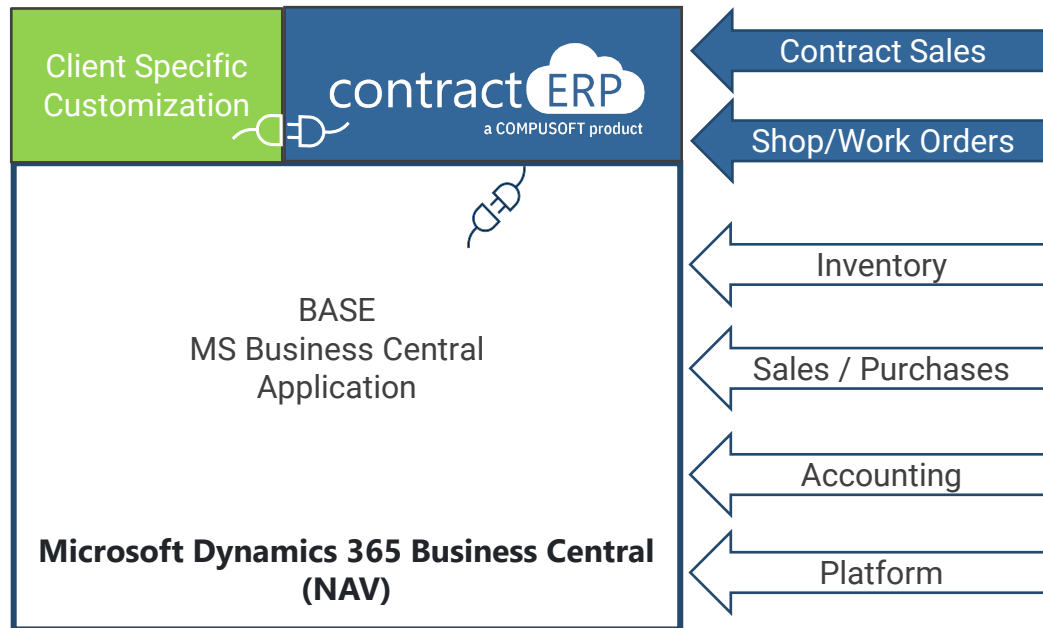 Client Specific
Customization
contract ERP
a COMPUSOFT product
Contract Sales
Shop/Work Orders
Inventory
BASE
MS Business Central
Application
Sales / Purchases
Accounting
Microsoft Dynamics 365 Business Central
(NAV)
Platform